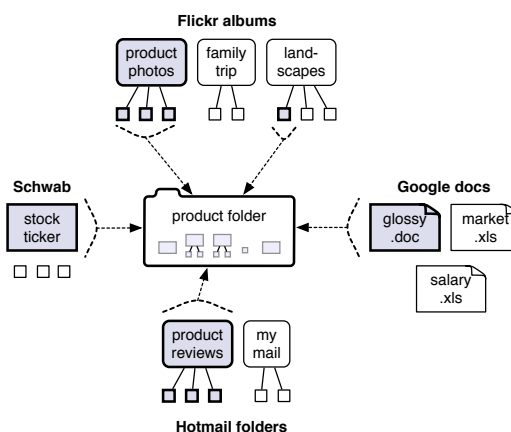 Flickr albums
product
photos
family
trip
land-
scapes
Schwab
stock
ticker
product folder
Google docs
glossy
.doc
market
.xls
salary
.xls
product
reviews
my
mail
Hotmail folders